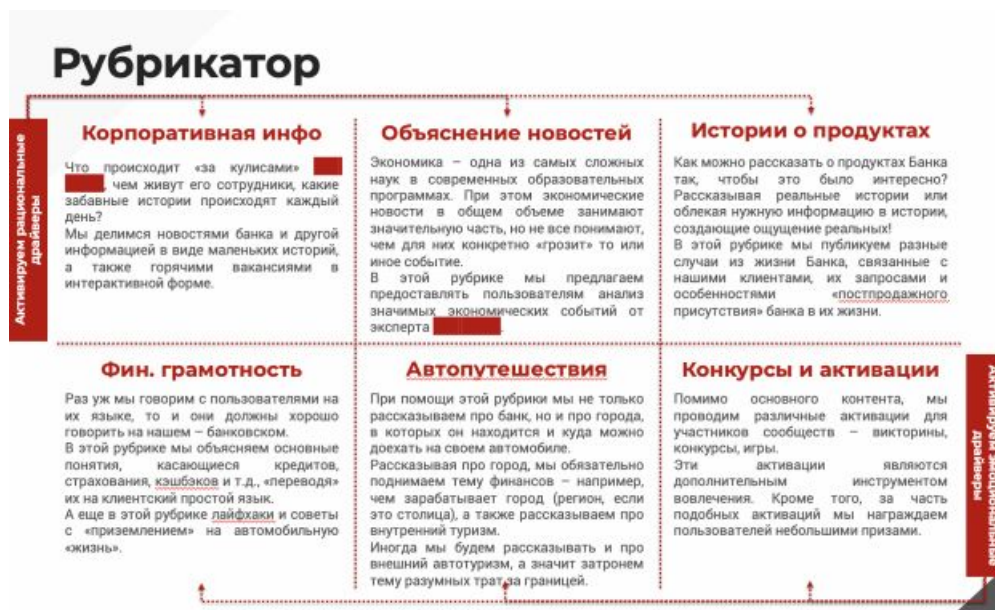 Рубрикатор
Активируем рациональные
драйверы
Корпоративная инфо
Что происходит «за кулисами»
, чем живут его сотрудники, какие
забавные истории происходят каждый
день?
Мы делимся новостями банка и другой
информацией в виде маленьких историй,
а также горячими вакансиями в
интерактивной форме.
Объяснение новостей
Экономика – одна из самых сложных
наук в современных образовательных
программах. При этом экономические
новости в общем объеме занимают
значительную часть, но не все понимают,
чем для них конкретно «грозит» то или
иное событие.
В этой рубрике мы предлагаем
предоставлять пользователям анализ
значимых экономических событий от
эксперта .
Истории о продуктах
Как можно рассказать о продуктах Банка
так, чтобы это было интересно?
Рассказывая реальные истории или
облекая нужную информацию в истории,
создающие ощущение реальных!
В этой рубрике мы публикуем разные
случаи из жизни Банка, связанные с
нашими клиентами, их запросами и
особенностями «постпродажного
присутствия» банка в их жизни.
Фин. грамотность
Раз уж мы говорим с пользователями на
их языке, то и они должны хорошо
говорить на нашем – банковском.
В этой рубрике мы объясняем основные
понятия, касающиеся кредитов,
страхования, кэшбэков и т.д., «переводя»
их на клиентский простой язык.
А еще в этой рубрике лайфхаки и советы
с «приземлением» на автомобильную
«жизнь».
Автопутешествия
При помощи этой рубрики мы не только
рассказываем про банк, но и про города,
в которых он находится и куда можно
доехать на своем автомобиле.
Рассказывая про город, мы обязательно
поднимаем тему финансов – например,
чем зарабатывает город (регион, если
это столица), а также рассказываем про
внутренний туризм.
Иногда мы будем рассказывать и про
внешний автотуризм, а значит затронем
тему разумных трат за границей.
Конкурсы и активации
Помимо основного контента, мы
проводим различные активации для
участников сообществ – викторины,
конкурсы, игры.
Эти активации являются
дополнительным инструментом
вовлечения. Кроме того, за часть
подобных активаций мы награждаем
пользователей небольшими призами.
Активируем эмоциональные
драйверы